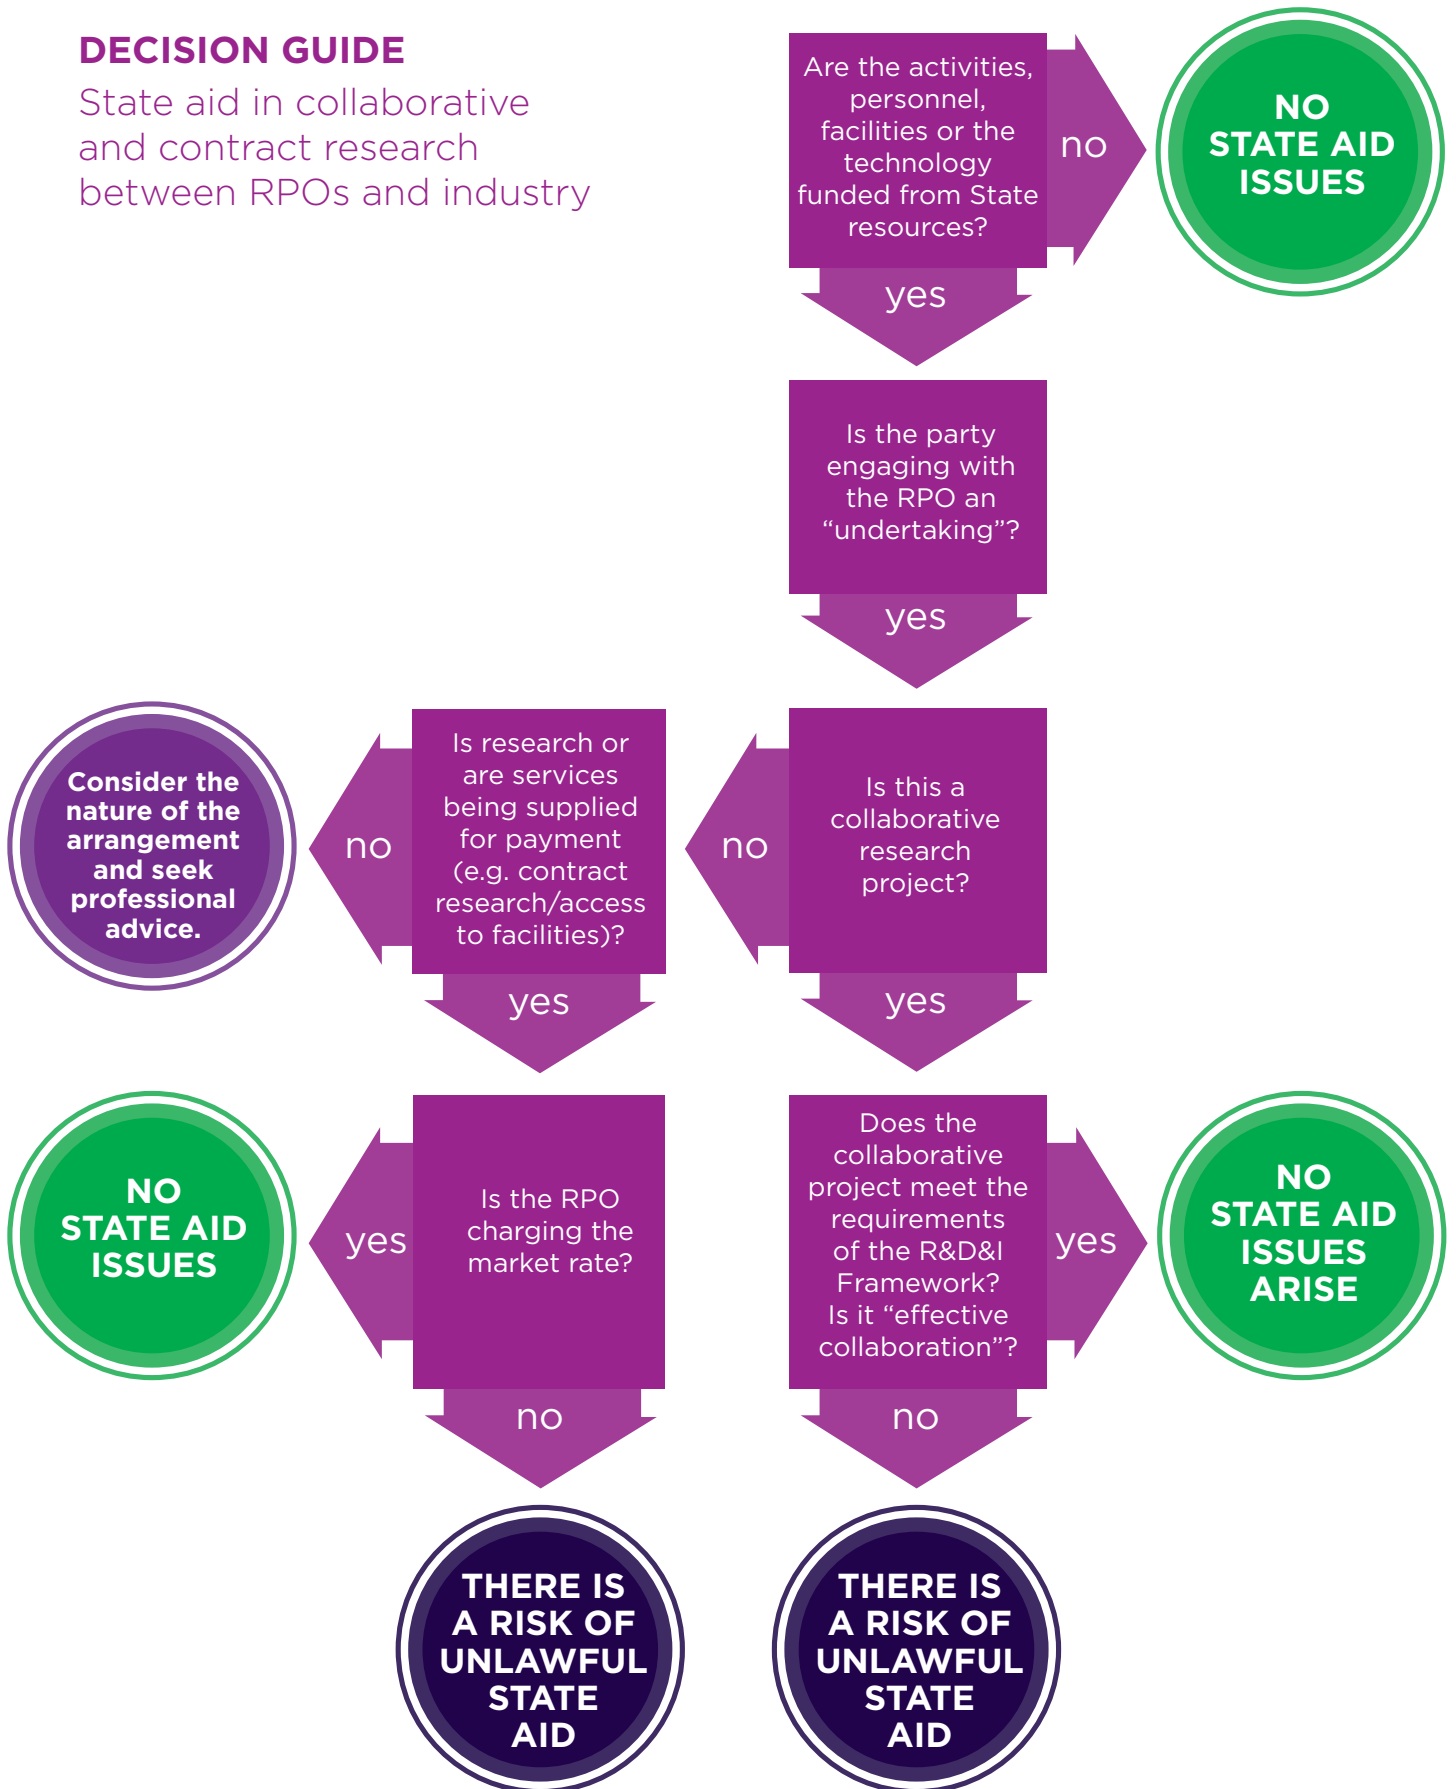 DECISION GUIDE
State aid in collaborative
and contract research
between RPOs and industry
Are the activities,
personnel,
facilities or the
technology
funded from State
resources?
no
NO
STATE AID
ISSUES
yes
Is the party
engaging with
the RPO an
“undertaking”?
yes
Is this a
collaborative
research
project?
no
Is research or
are services
being supplied
for payment
(e.g. contract
research/access
to facilities)?
no
Consider the
nature of the
arrangement
and seek
professional
advice.
yes
yes
Is the RPO
charging the
market rate?
yes
NO
STATE AID
ISSUES
Does the
collaborative
project meet the
requirements
of the R&D&I
Framework?
Is it “effective
collaboration”?
yes
NO
STATE AID
ISSUES
ARISE
no
no
THERE IS
A RISK OF
UNLAWFUL
STATE
AID
THERE IS
A RISK OF
UNLAWFUL
STATE
AID